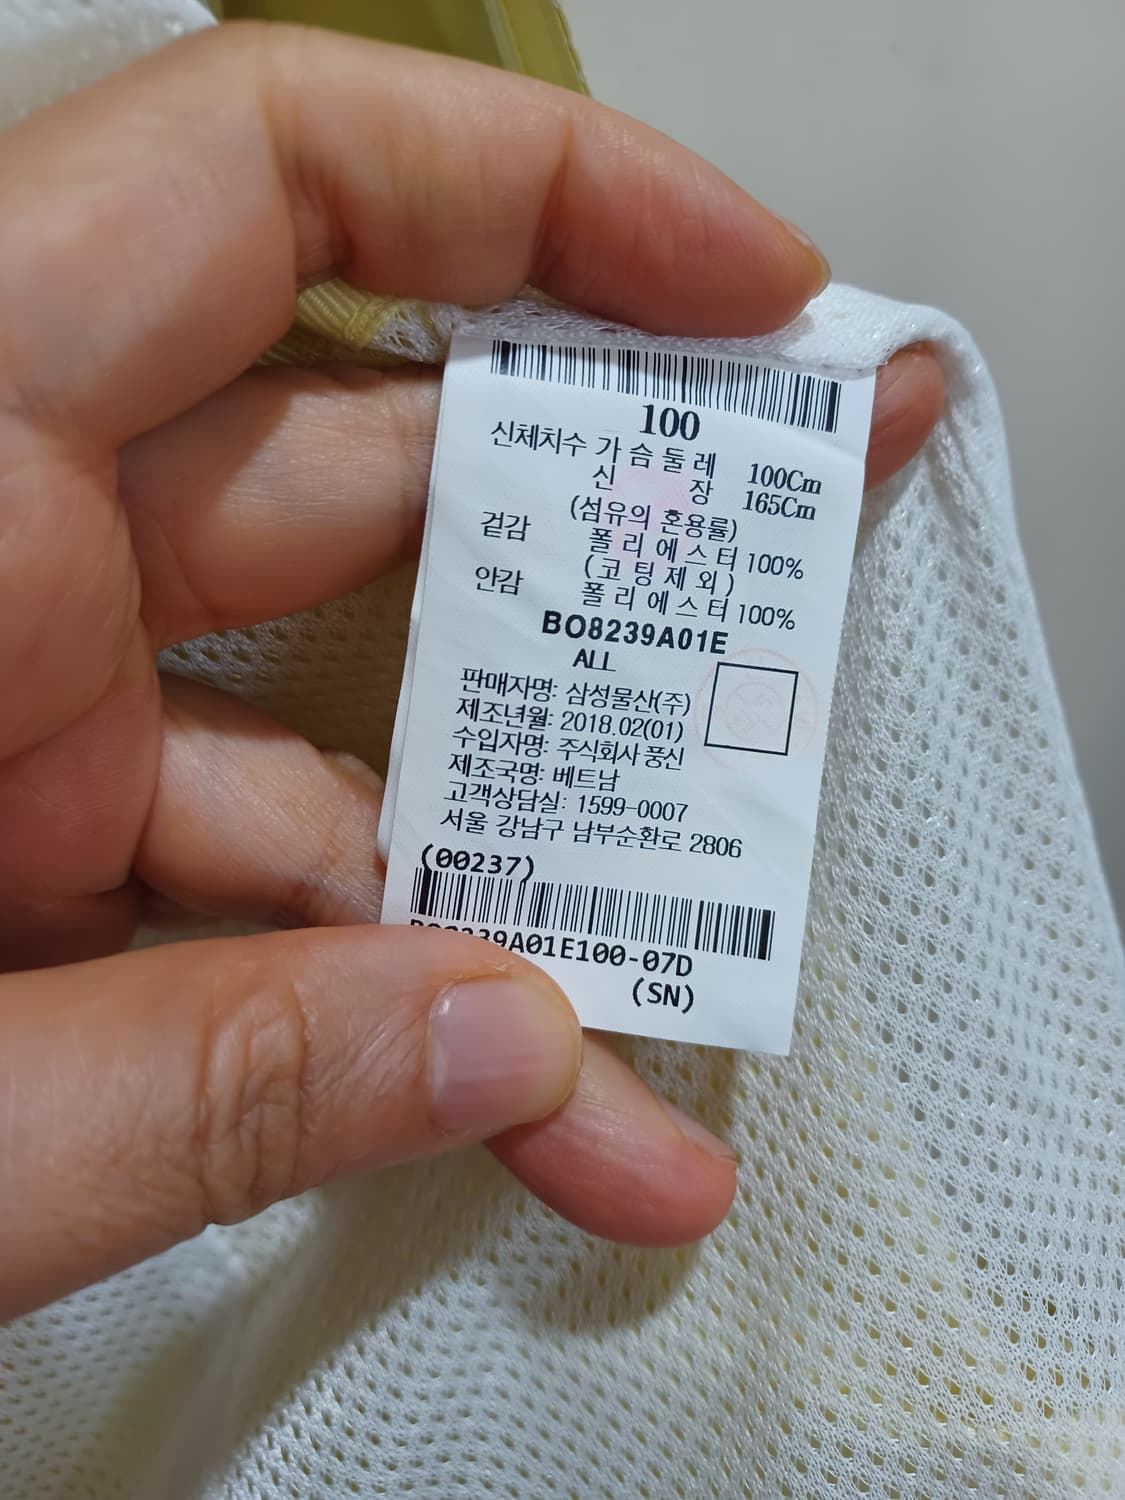 100
신체치수 가슴둘레 100Cm
신 장 165Cm
(섬유의 혼용률)
겉감 폴리에스터 100%
(코팅제외)
안감 폴리에스터 100%
BO8239A01E
ALL
판매자명: 삼성물산(주)
제조년월: 2018.02(01)
수입자명: 주식회사 풍신
제조국명: 베트남
고객상담실: 1599-0007
서울 강남구 남부순환로 2806
(00237)
BO8239A01E100-07D
(SN)